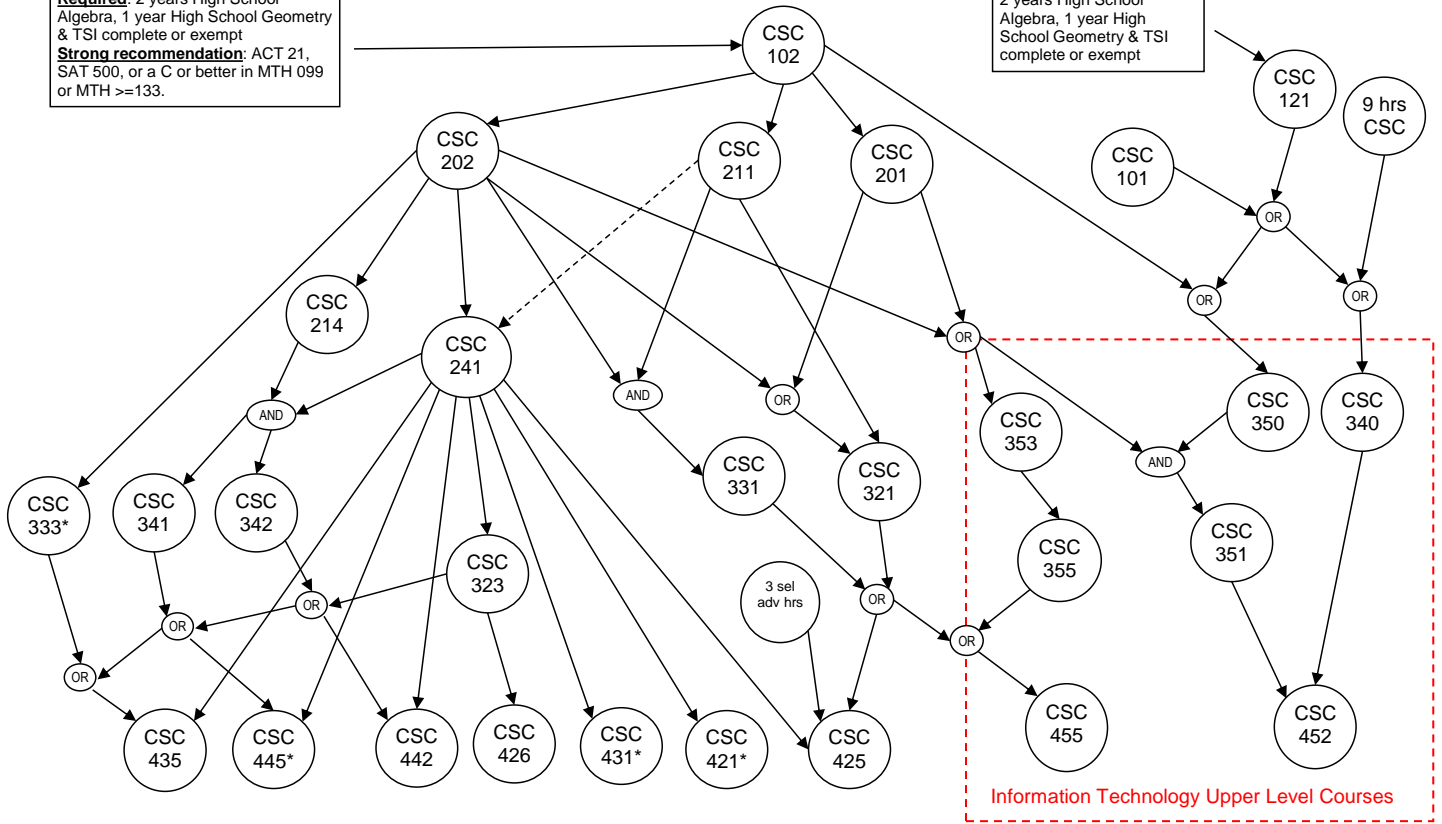 Required: 2 years High School
Algebra, 1 year High School Geometry
& TSI complete or exempt
Strong recommendation: ACT 21,
SAT 500, or a C or better in MTH 099
or MTH >=133.
2 years High School
Algebra, 1 year High
School Geometry & TSI
complete or exempt
CSC
102
CSC
121
9 hrs
CSC
CSC
202
CSC
211
CSC
201
CSC
101
OR
CSC
214
OR
OR
CSC
241
OR
AND
AND
OR
CSC
353
CSC
350
CSC
340
AND
CSC
333*
CSC
341
CSC
342
CSC
331
CSC
321
CSC
351
CSC
323
CSC
355
3 sel
adv hrs
OR
OR
OR
OR
OR
CSC
435
CSC
445*
CSC
442
CSC
426
CSC
431*
CSC
421*
CSC
425
CSC
455
CSC
452
Information Technology Upper Level Courses